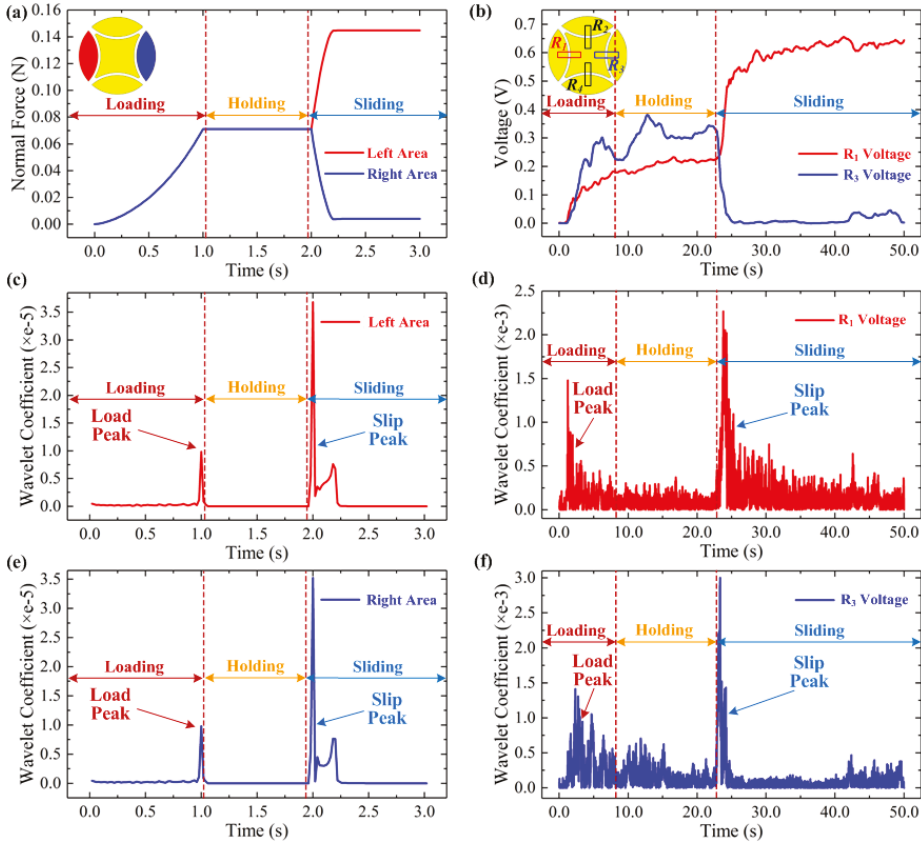 (a)
Normal Force (N)
0.16
0.14
0.12
0.10
0.08
0.06
0.04
0.02
0.00
Loading
Holding
Sliding
Left Area
Right Area
0.0 0.5 1.0 1.5 2.0 2.5 3.0
Time (s)
(b)
Voltage (V)
0.7
0.6
0.5
0.4
0.3
0.2
0.1
0.0
R1
R2
R3
R4
Loading
Holding
Sliding
R1 Voltage
R3 Voltage
0.0 10.0 20.0 30.0 40.0 50.0
Time (s)
(c)
Wavelet Coefficient (×e-5)
3.5
3.0
2.5
2.0
1.5
1.0
0.5
0.0
Left Area
Loading
Holding
Sliding
Load
Peak
Slip
Peak
0.0 0.5 1.0 1.5 2.0 2.5 3.0
Time (s)
(d)
Wavelet Coefficient (×e-3)
2.5
2.0
1.5
1.0
0.5
0.0
R1 Voltage
Loading
Holding
Sliding
Load
Peak
Slip
Peak
0.0 10.0 20.0 30.0 40.0 50.0
Time (s)
(e)
Wavelet Coefficient (×e-5)
3.5
3.0
2.5
2.0
1.5
1.0
0.5
0.0
Right Area
Loading
Holding
Sliding
Load
Peak
Slip
Peak
0.0 0.5 1.0 1.5 2.0 2.5 3.0
Time (s)
(f)
Wavelet Coefficient (×e-3)
3.0
2.5
2.0
1.5
1.0
0.5
0.0
R3 Voltage
Loading
Holding
Sliding
Load
Peak
Slip
Peak
0.0 10.0 20.0 30.0 40.0 50.0
Time (s)